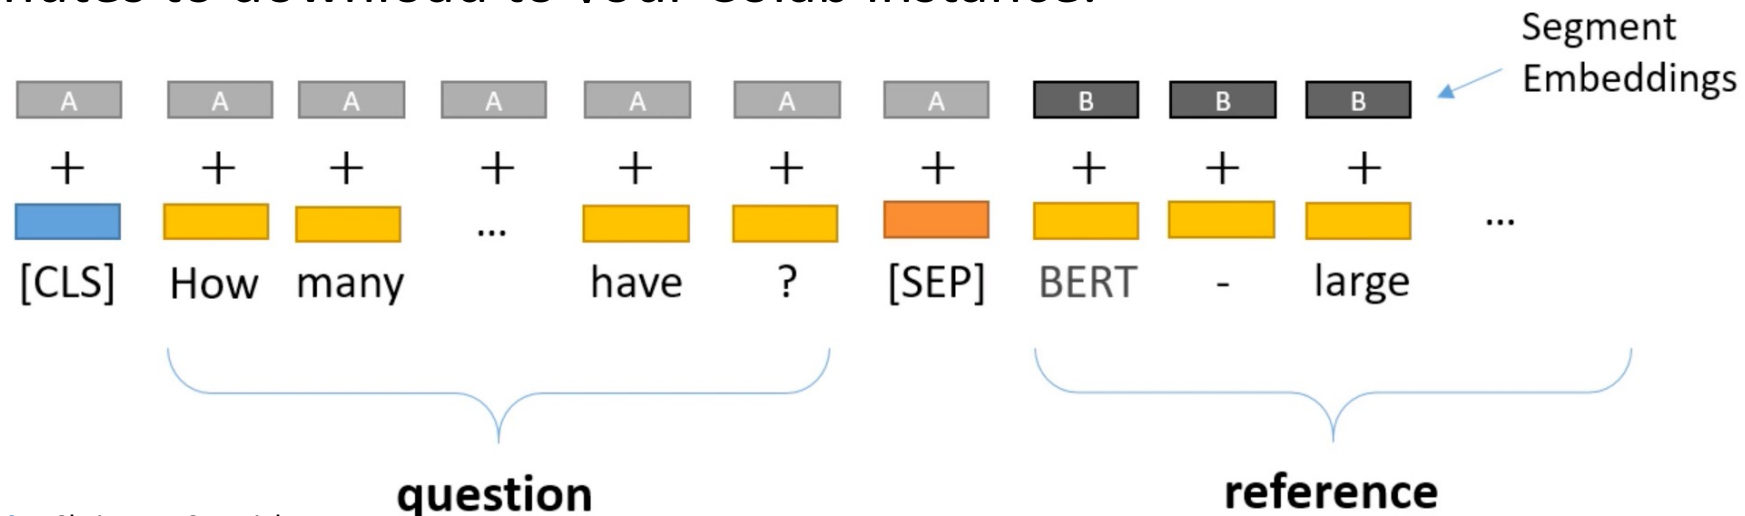 Segment
Embeddings
A A A A A A A B B B
+ + + + + + + + + +
... ...
[CLS] How many have ? [SEP] BERT - large
question reference